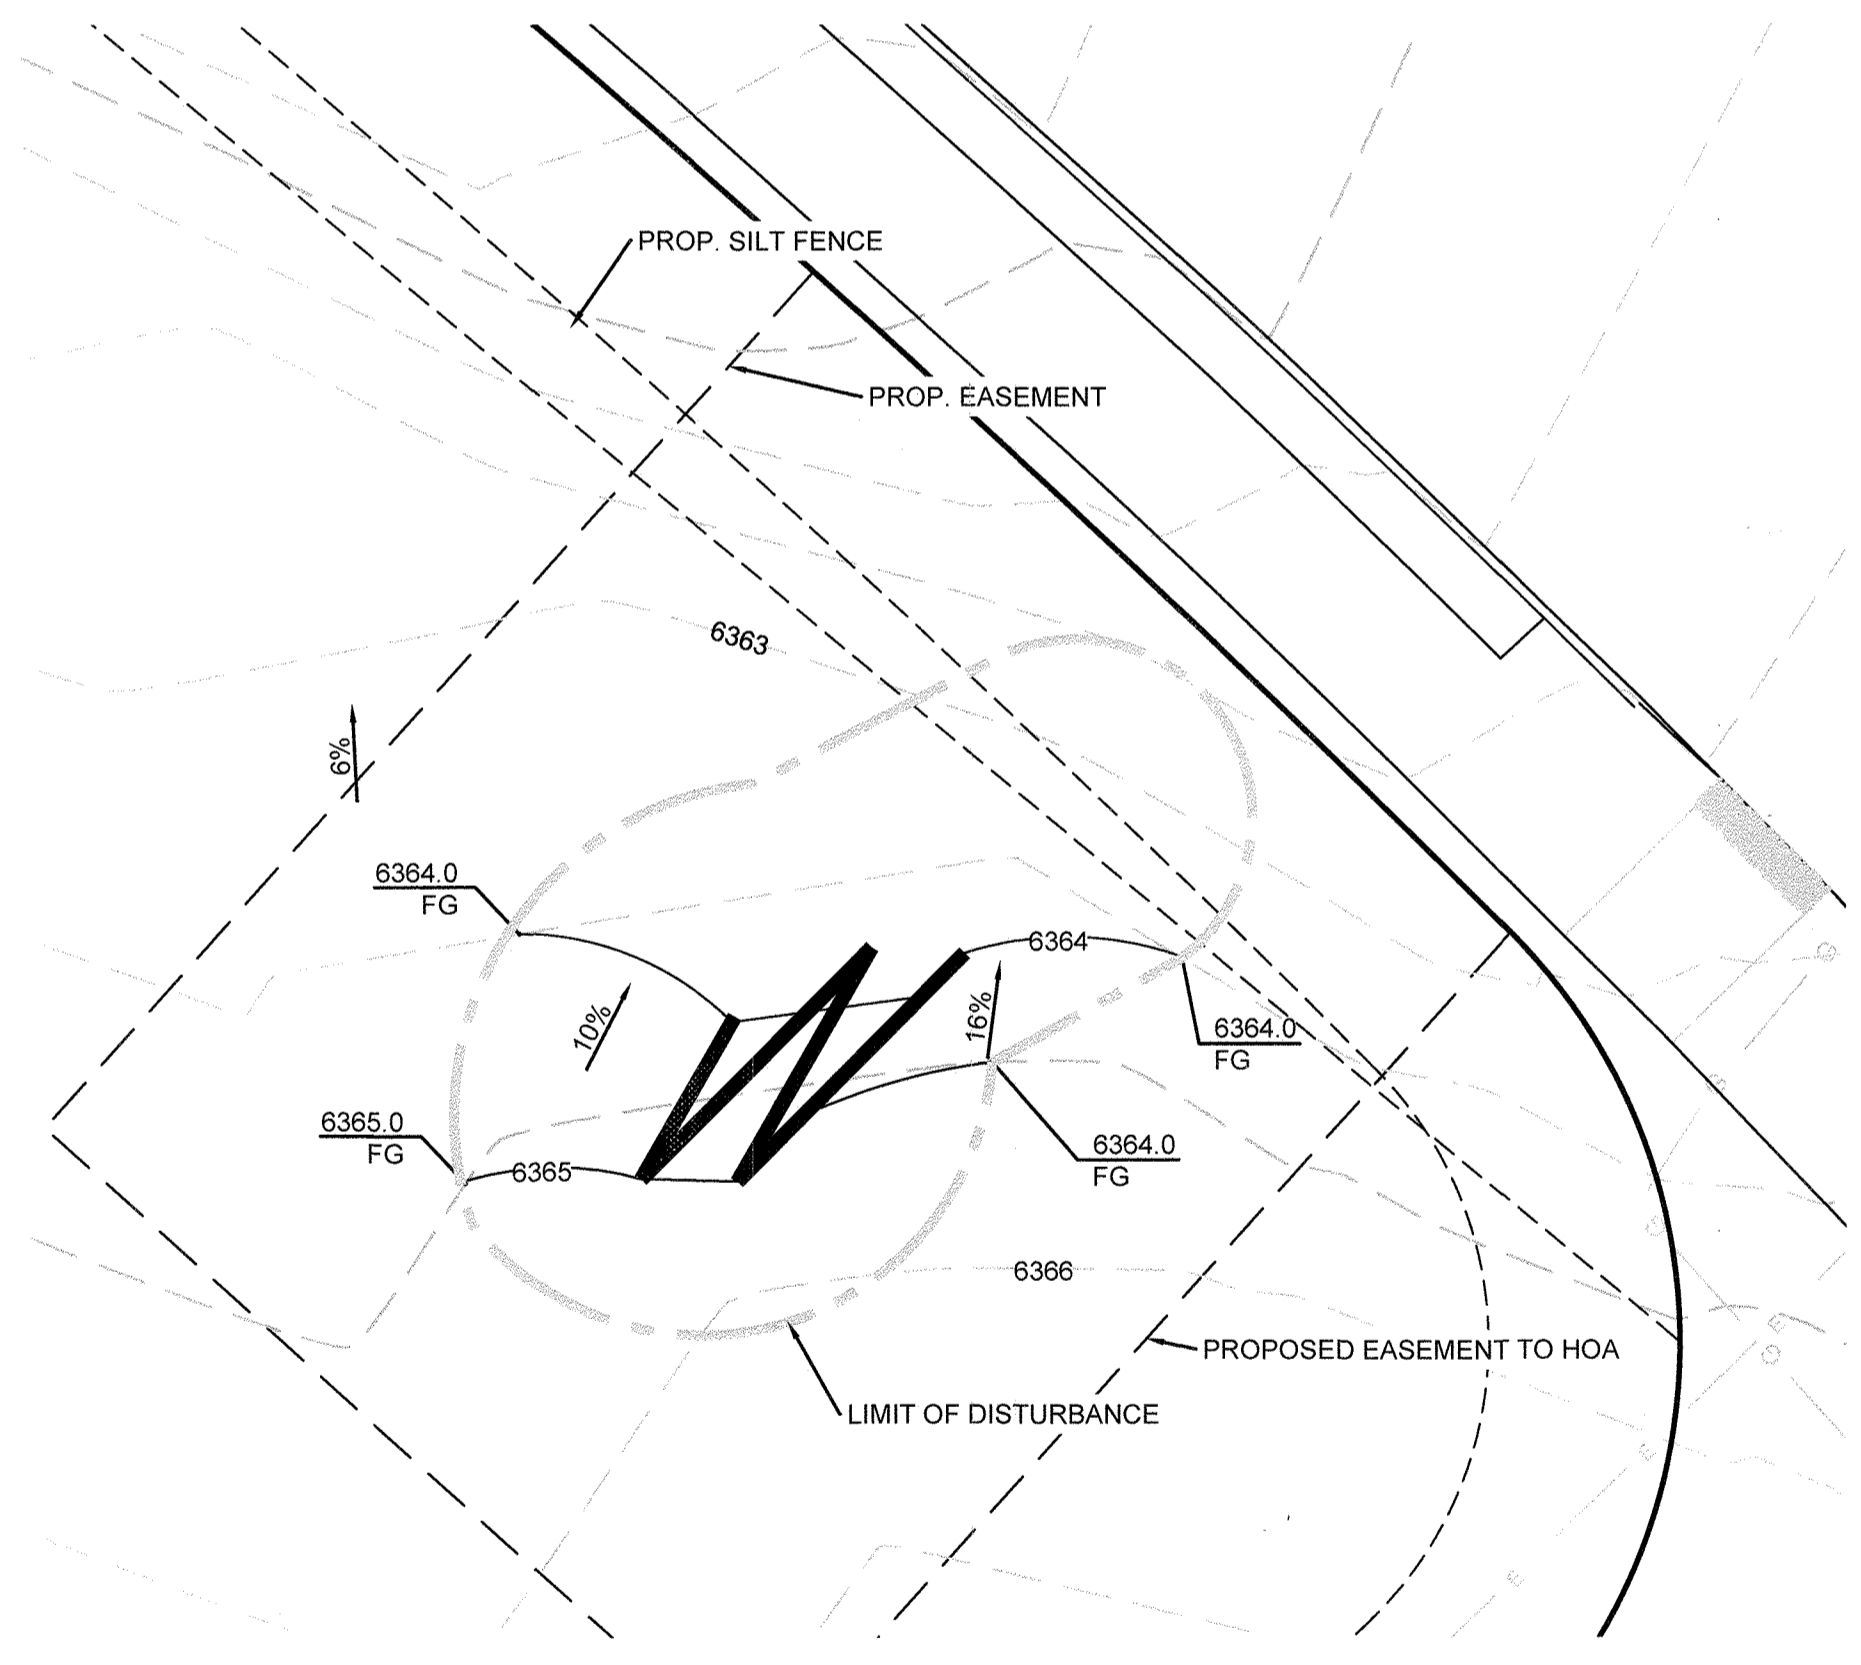 PROP. SILT FENCE
PROP. EASEMENT
6363
6%
6364.0
FG
6364
10%
16%
6364.0
FG
6365.0
FG
6365
6364.0
FG
6366
PROPOSED EASEMENT TO HOA
LIMIT OF DISTURBANCE
G
G
G
E
E
E